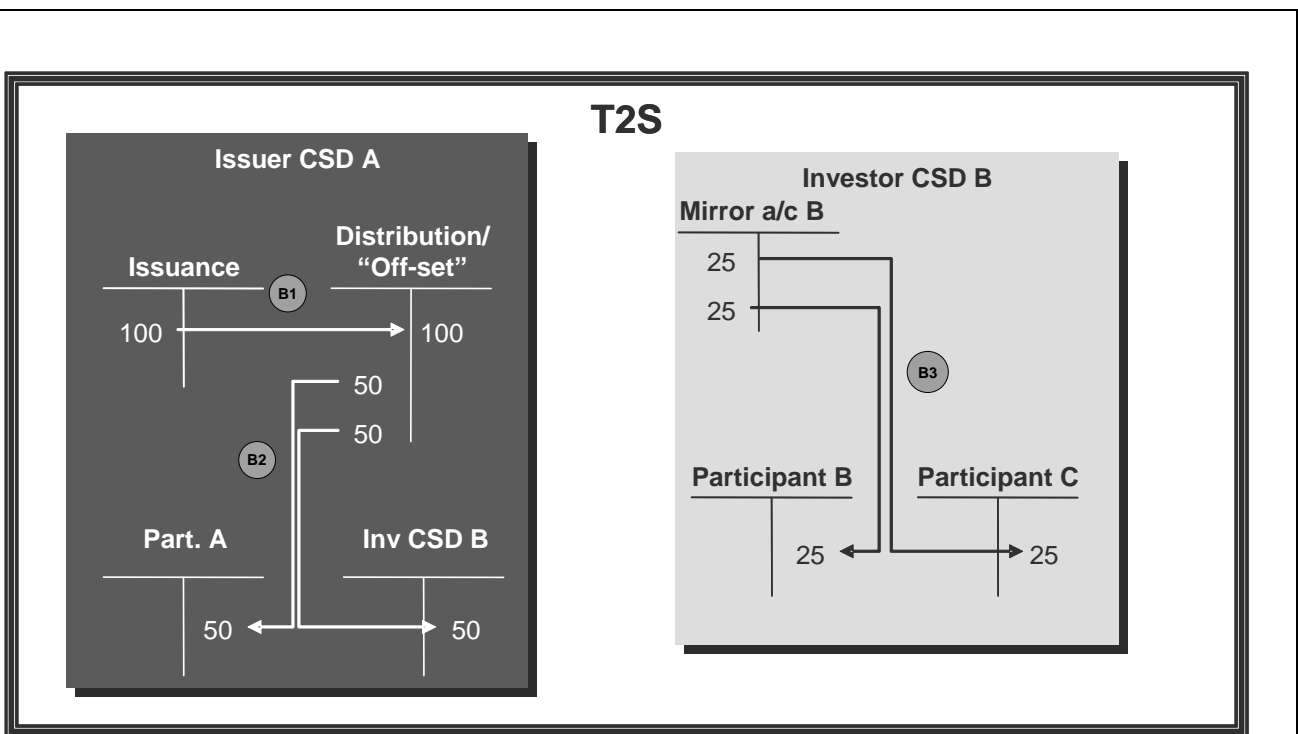 T2S
Issuer CSD A
Issuance
Distribution/
“Off-set”
B1
100
100
50
50
B2
Part. A
Inv CSD B
50
50
Investor CSD B
Mirror a/c B
25
25
B3
Participant B
Participant C
25
25